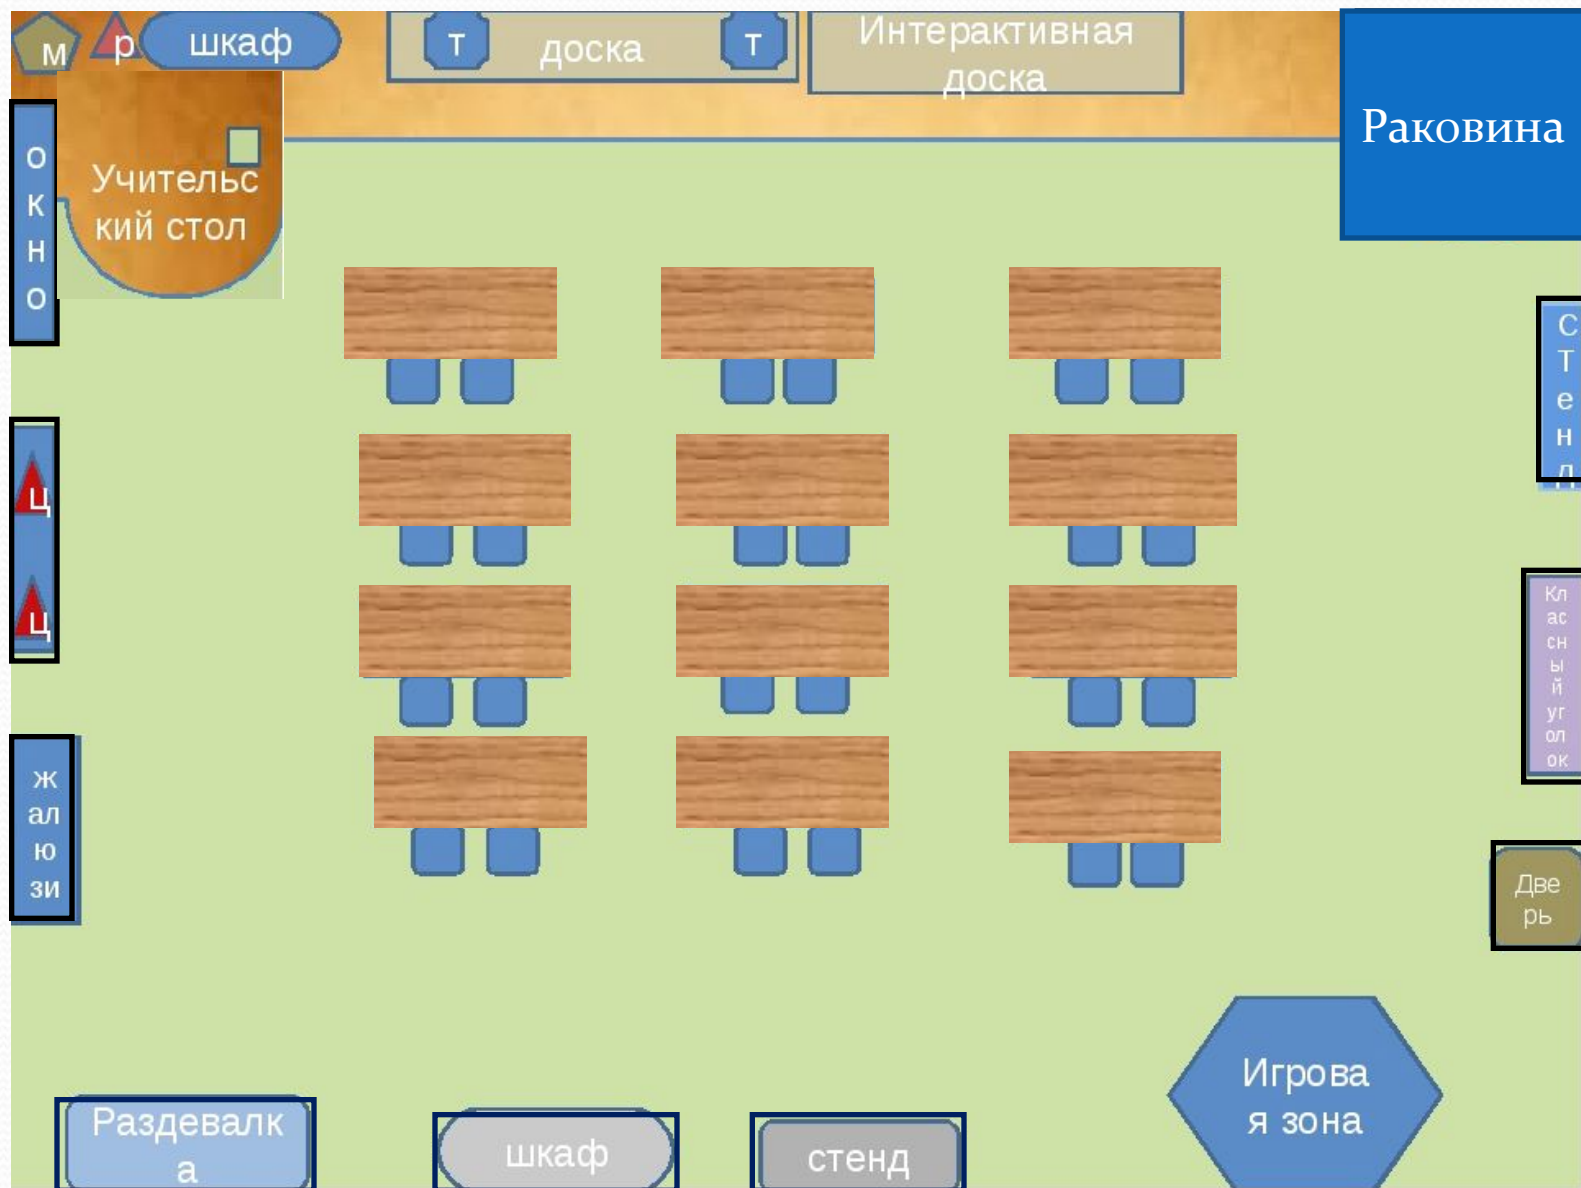 м
р
шкаф
т
доска
т
Интерактивная
доска
Раковина
о
к
н
о
Учительс
кий стол
С
Т
е
н
д
ц
ц
Кл
ас
сн
ы
й
уг
ол
ок
ж
ал
ю
зи
Две
рь
Игрова
я зона
Раздевалк
а
шкаф
стенд